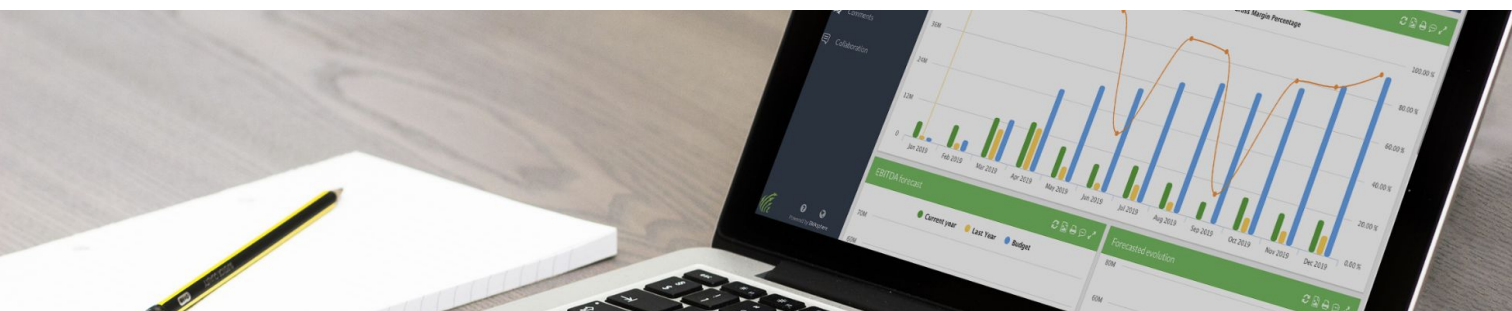 Comments
Collaboration
Gross Margin Percentage
36M
24M
12M
0
100.00 %
80.00 %
60.00 %
40.00 %
20.00 %
0.00 %
Jan 2019
Feb 2019
Mar 2019
Apr 2019
May 2019
Jun 2019
Jul 2019
Aug 2019
Sep 2019
Oct 2019
Nov 2019
Dec 2019
EBITDA forecast
Current year
Last Year
Budget
70M
Forecasted evolution
80M
60M